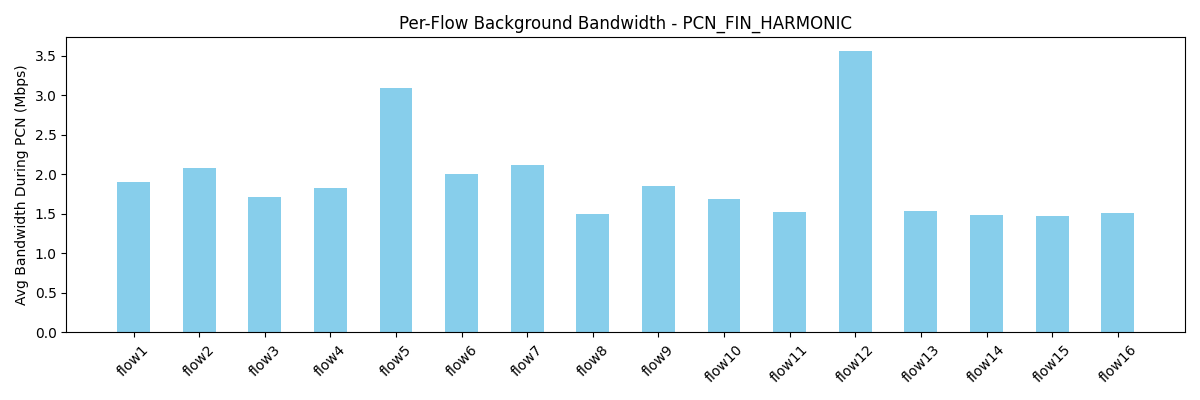 Per-Flow Background Bandwidth - PCN_FIN_HARMONIC
Avg Bandwidth During PCN (Mbps)
3.5
3.0
2.5
2.0
1.5
1.0
0.5
0.0
flow1
flow2
flow3
flow4
flow5
flow6
flow7
flow8
flow9
flow10
flow11
flow12
flow13
flow14
flow15
flow16